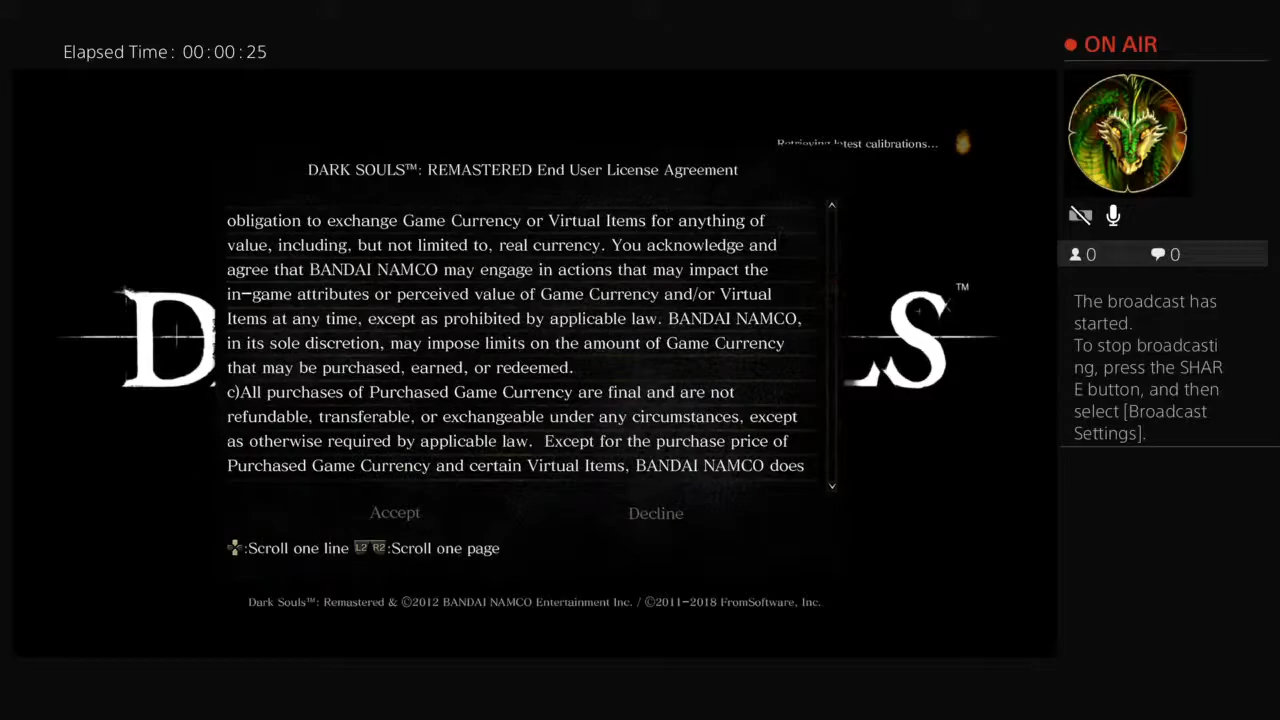 Elapsed Time: 00:00:25
ON AIR
latest calibrations...
DARK SOULS™: REMASTERED End User License Agreement
obligation to exchange Game Currency or Virtual Items for anything of
value, including, but not limited to, real currency. You acknowledge and
agree that BANDAI NAMCO may engage in actions that may impact the
in-game attributes or perceived value of Game Currency and/or Virtual
Items at any time, except as prohibited by applicable law. BANDAI NAMCO,
in its sole discretion, may impose limits on the amount of Game Currency
that may be purchased, earned, or redeemed.
c)All purchases of Purchased Game Currency are final and are not
refundable, transferable, or exchangeable under any circumstances, except
as otherwise required by applicable law.  Except for the purchase price of
Purchased Game Currency and certain Virtual Items, BANDAI NAMCO does
Accept Decline
:Scroll one line L2 R2:Scroll one page
D LS™
Dark Souls™: Remastered & ©2012 BANDAI NAMCO Entertainment Inc. / ©2011-2018 FromSoftware, Inc.
0 0
The broadcast has
started.
To stop broadcasti
ng, press the SHAR
E button, and then
select [Broadcast
Settings].